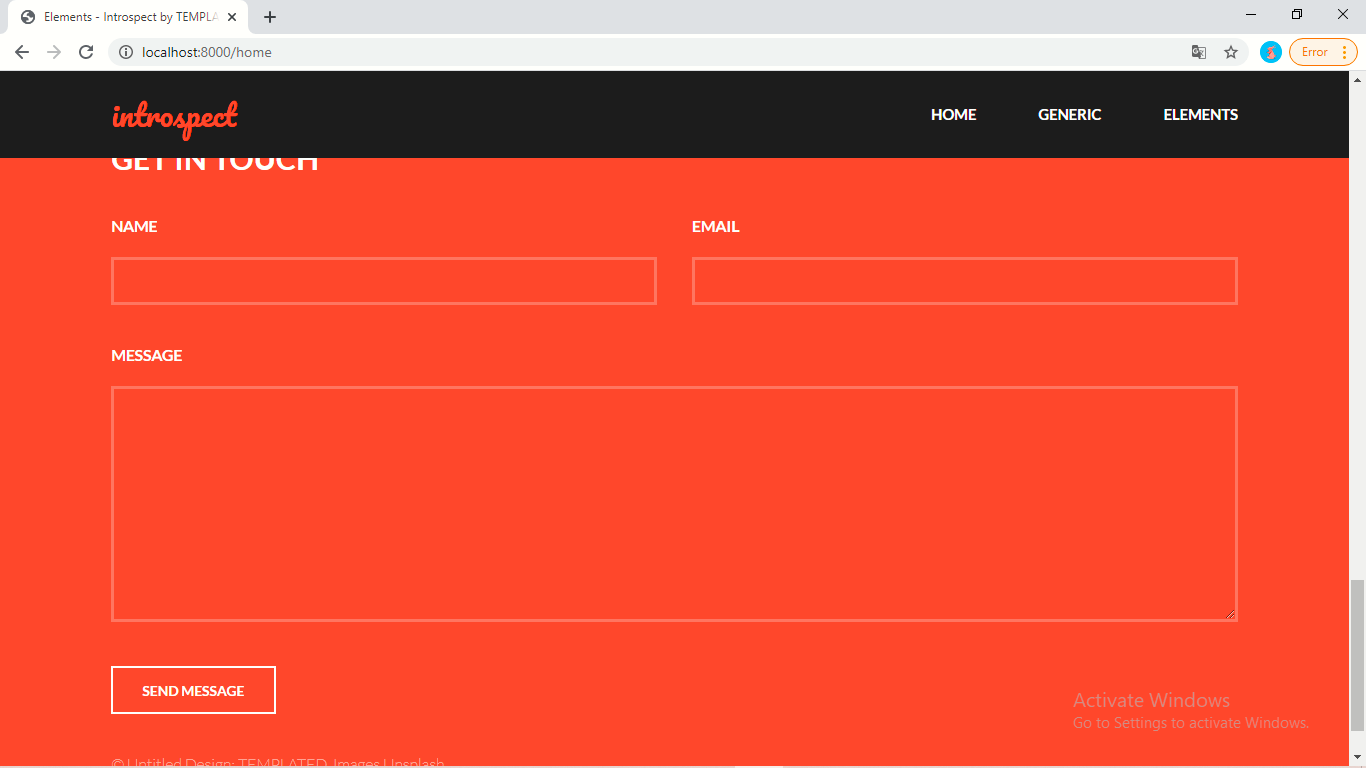 Elements - Introspect by TEMPLA
localhost:8000/home
Error
introspect
HOME GENERIC ELEMENTS
GET IN TOUCH
NAME EMAIL
MESSAGE
SEND MESSAGE
Activate Windows
Go to Settings to activate Windows.
© Untitled Design: TEMPLATED. Images Unsplash.